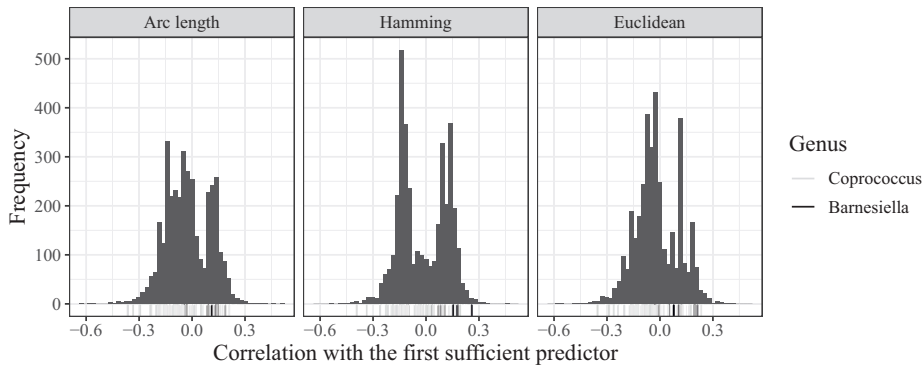 Arc length Hamming Euclidean
500
400
300
200
100
0
Frequency
−0.6 −0.3 0.0 0.3 −0.6 −0.3 0.0 0.3 −0.6 −0.3 0.0 0.3
Correlation with the first sufficient predictor
Genus
Coprococcus
Barnesiella